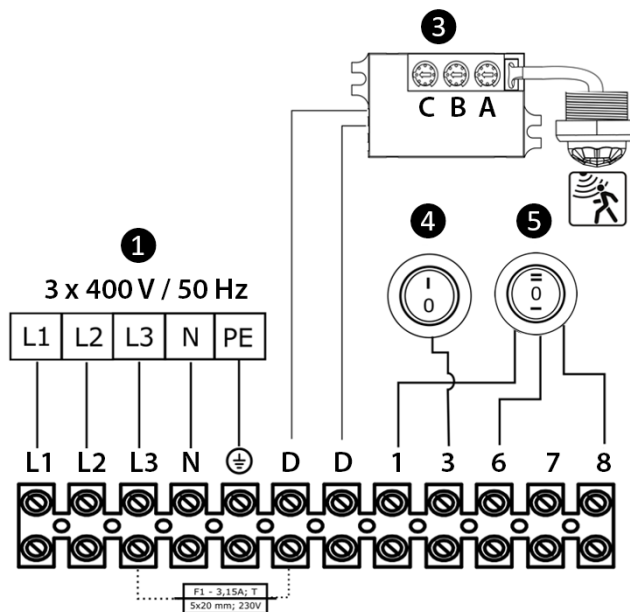 3
C B A
4 5
1
0 0
3 x 400 V / 50 Hz
L1 L2 L3 N PE
L1 L2 L3 N D D 1 3 6 7 8
F1 - 3,15A; T
5x20 mm; 230V